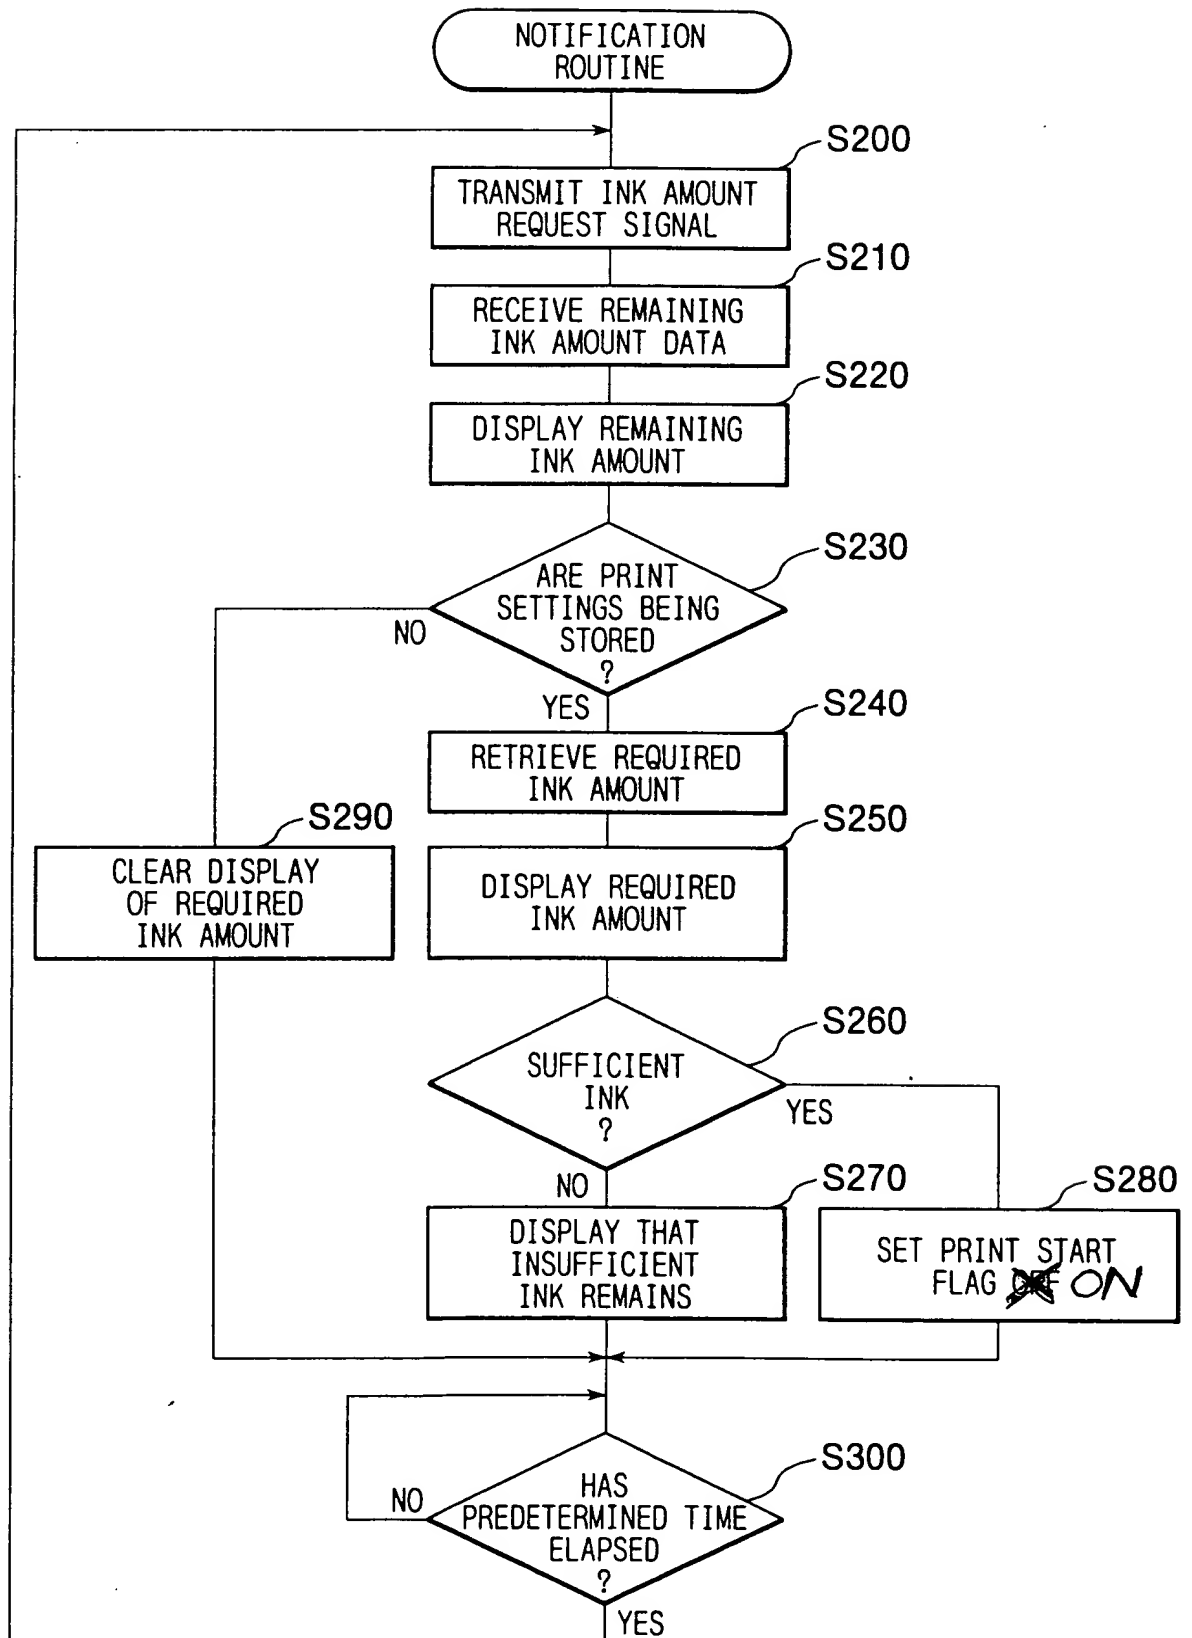 NOTIFICATION
ROUTINE
S200
TRANSMIT INK AMOUNT
REQUEST SIGNAL
S210
RECEIVE REMAINING
INK AMOUNT DATA
S220
DISPLAY REMAINING
INK AMOUNT
S230
ARE PRINT
SETTINGS BEING
STORED
?
NO
YES
S240
RETRIEVE REQUIRED
INK AMOUNT
S290
CLEAR DISPLAY
OF REQUIRED
INK AMOUNT
S250
DISPLAY REQUIRED
INK AMOUNT
S260
SUFFICIENT
INK
?
YES
NO
S270
DISPLAY THAT
INSUFFICIENT
INK REMAINS
S280
SET PRINT START
FLAG OFF ON
S300
HAS
PREDETERMINED TIME
ELAPSED
?
NO
YES